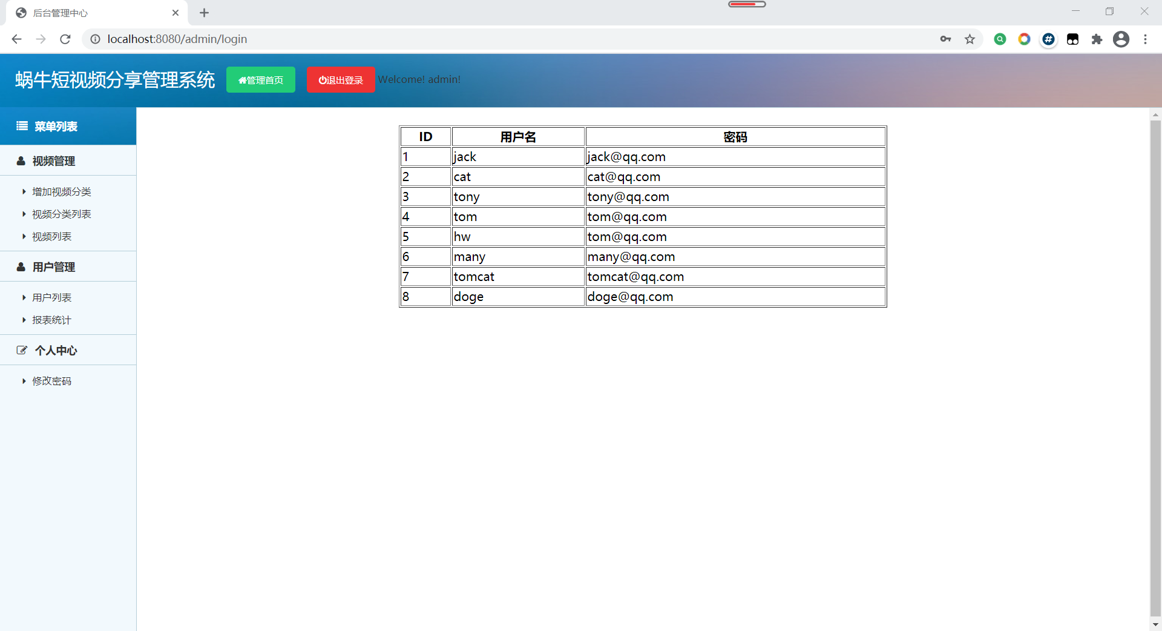 后台管理中心
localhost:8080/admin/login
蜗牛短视频分享管理系统 管理首页 退出登录 Welcome! admin!
菜单列表
视频管理
增加视频分类
视频分类列表
视频列表
用户管理
用户列表
报表统计
个人中心
修改密码
ID 用户名 密码
1 jack jack@qq.com
2 cat cat@qq.com
3 tony tony@qq.com
4 tom tom@qq.com
5 hw tom@qq.com
6 many many@qq.com
7 tomcat tomcat@qq.com
8 doge doge@qq.com